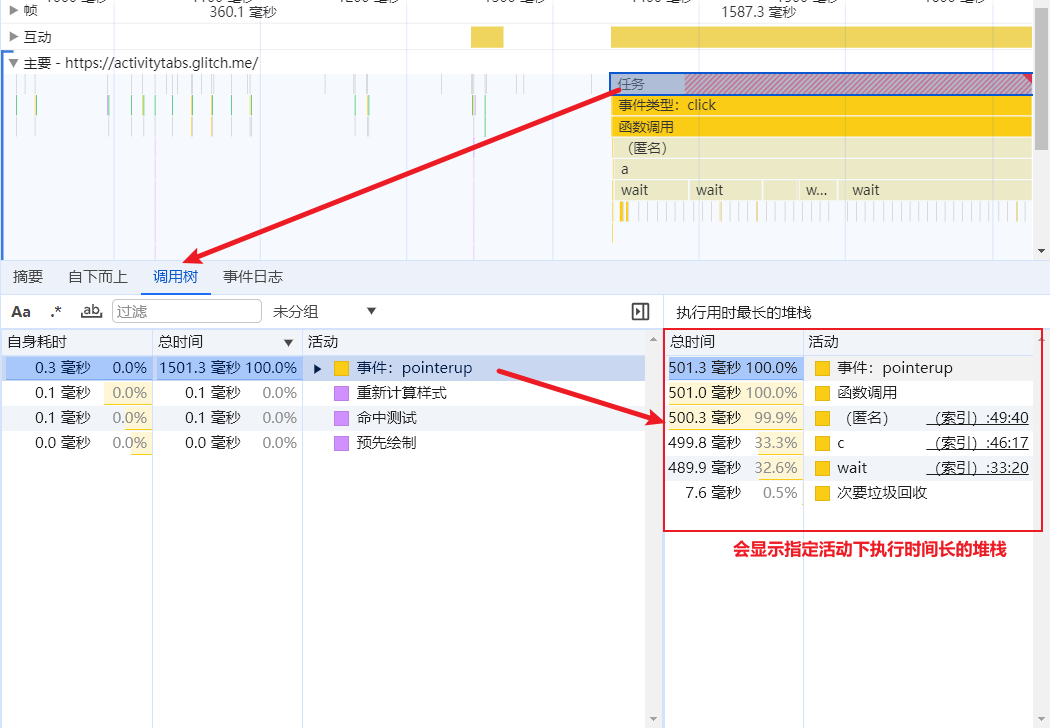 帧
360.1 毫秒
1587.3 毫秒
互动
主要 - https://activitytabs.glitch.me/
任务
事件类型：click
函数调用
（匿名）
a
wait wait w... wait
摘要 自下而上 调用树 事件日志
Aa .* ab 过滤 未分组 执行用时最长的堆栈
自身耗时 总时间 活动
0.3 毫秒 0.0% 1501.3 毫秒 100.0% 事件：pointerup
0.1 毫秒 0.0% 0.1 毫秒 0.0% 重新计算样式
0.1 毫秒 0.0% 0.1 毫秒 0.0% 命中测试
0.0 毫秒 0.0% 0.0 毫秒 0.0% 预先绘制
总时间 活动
501.3 毫秒 100.0% 事件：pointerup
501.0 毫秒 100.0% 函数调用
500.3 毫秒 99.9% （匿名） （索引）:49:40
499.8 毫秒 33.3% c （索引）:46:17
489.9 毫秒 32.6% wait （索引）:33:20
7.6 毫秒 0.5% 次要垃圾回收
会显示指定活动下执行时间长的堆栈